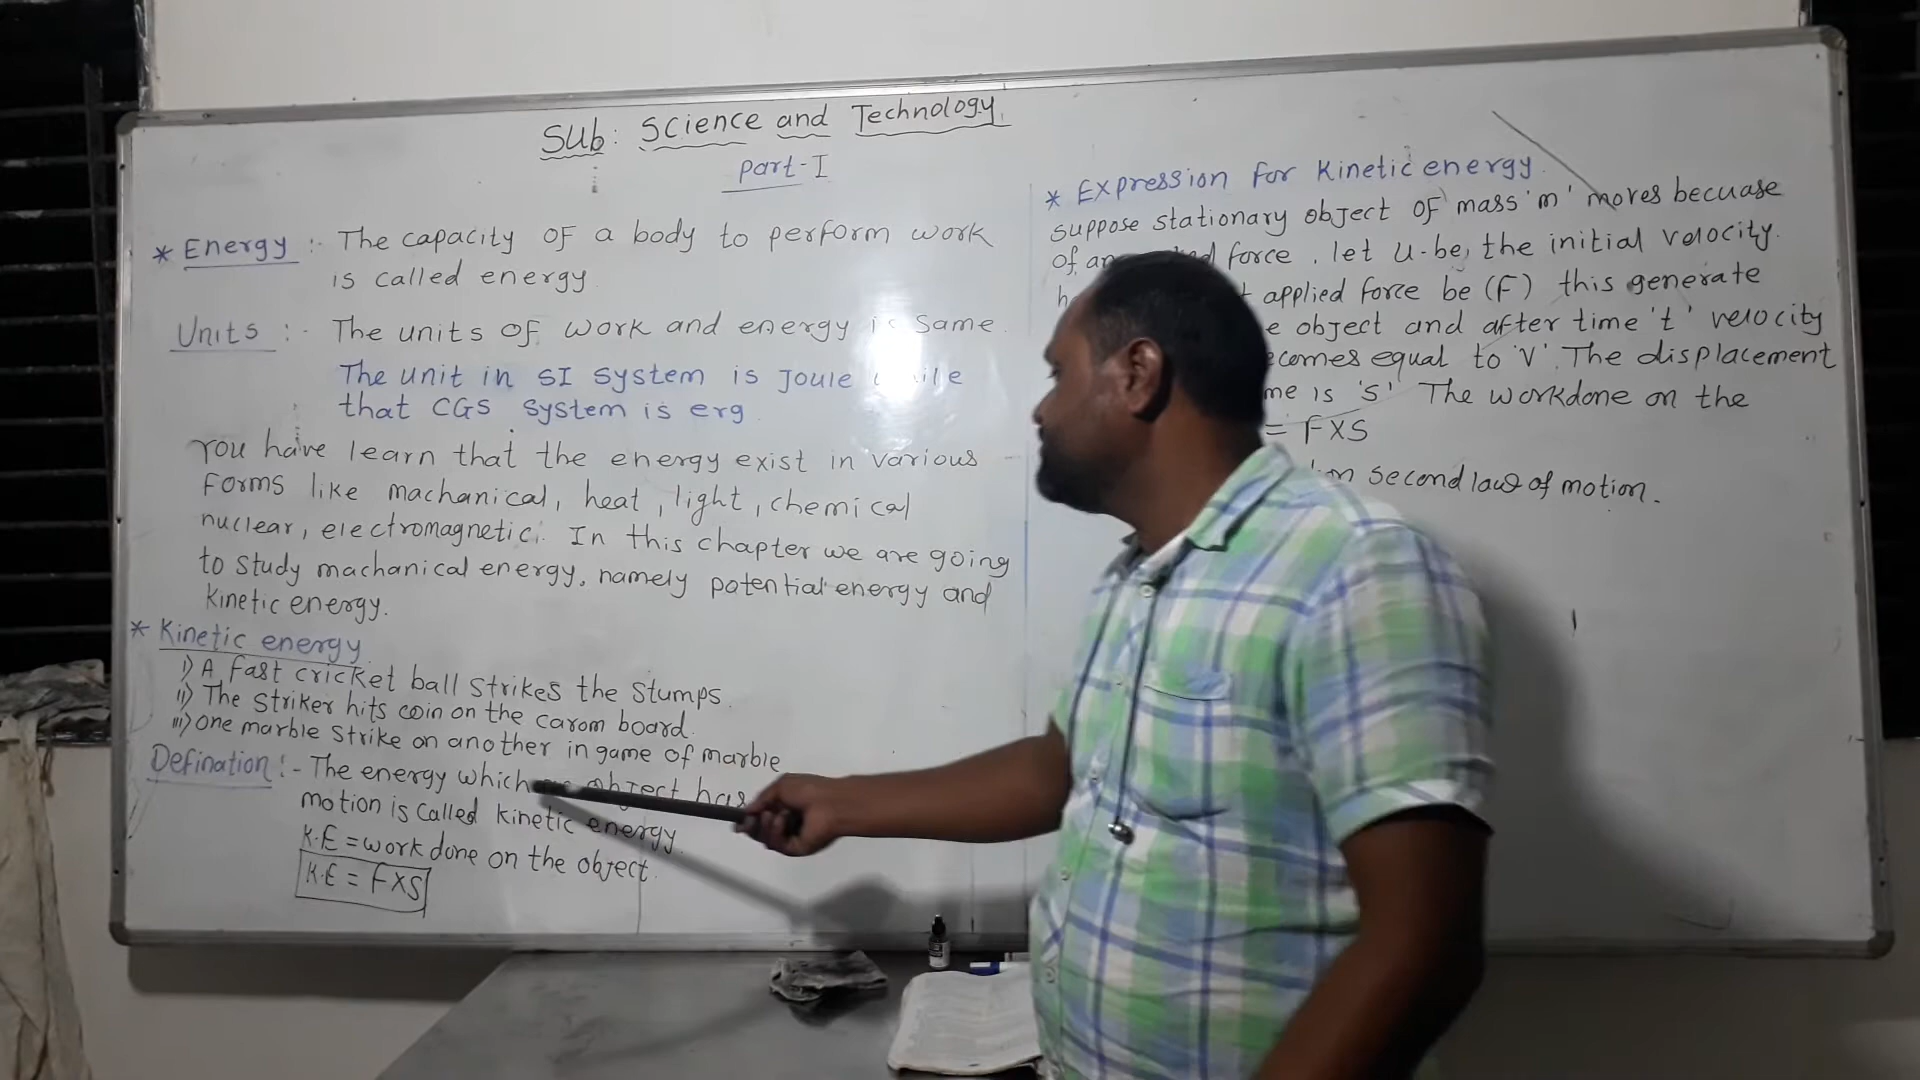 SUb: Science and Technology.
Part-I
* Energy :- The capacity of a body to perform work
is called energy
Units :- The units of work and energy is same.
The unit in SI system is Joule
that CGS system is erg
You have learn that the energy exist in various
Forms like machanical, heat, light, chemical
nuclear, electromagnetic. In this chapter we are going
to study machanical energy, namely potential energy and
Kinetic energy.
* Kinetic energy
i) A fast cricket ball strikes the stumps.
ii) The striker hits coin on the carom board.
iii) one marble strike on another in game of marble
Defination :- The energy which object has
motion is called kinetic energy.
K.E = work done on the object.
K.E = FXS
* Expression for Kinetic energy.
suppose stationary object of mass 'm' moves becuase
of force, let u-be, the initial velocity.
applied force be (F) this generate
object and after time 't' velocity
equal to 'V'. The displacement
is 'S' The workdone on the
= FXS
second law of motion.